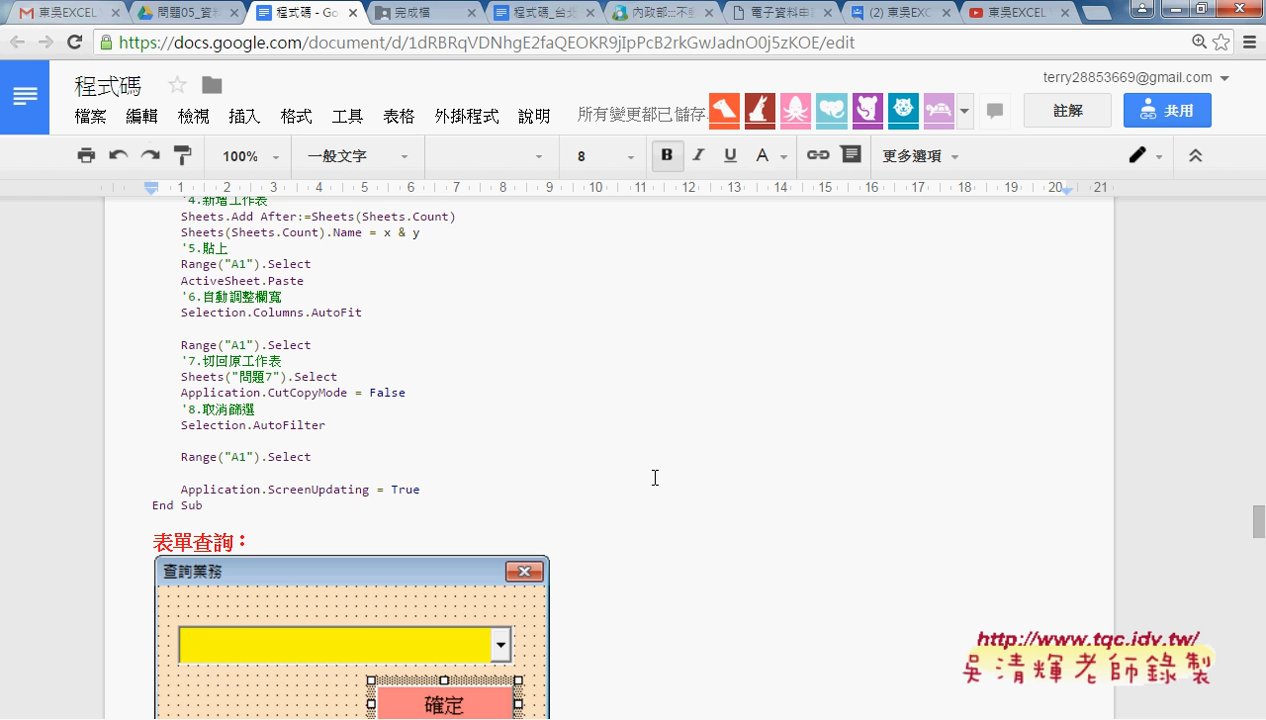 東吳EXCEL
問題05_資料
程式碼 - Go
完成檔
程式碼_台北
內政部::不動
電子資料申
(2) 東吳EXC
東吳EXCEL
https://docs.google.com/document/d/1dRBRqVDNhgE2faQEOKR9jIpPcB2rkGwJadnO0j5zKOE/edit
程式碼
terry28853669@gmail.com
檔案 編輯 檢視 插入 格式 工具 表格 外掛程式 說明 所有變更都已儲存
註解 共用
100% 一般文字 8 B I U A 更多選項
1 2 3 4 5 6 7 8 9 10 11 12 13 14 15 16 17 18 19 20 21
'4.新增工作表
Sheets.Add After:=Sheets(Sheets.Count)
Sheets(Sheets.Count).Name = x & y
'5.貼上
Range("A1").Select
ActiveSheet.Paste
'6.自動調整欄寬
Selection.Columns.AutoFit
Range("A1").Select
'7.切回原工作表
Sheets("問題7").Select
Application.CutCopyMode = False
'8.取消篩選
Selection.AutoFilter
Range("A1").Select
Application.ScreenUpdating = True
End Sub
表單查詢：
查詢業務
確定
http://www.tqc.idv.tw/
吳清輝老師錄製